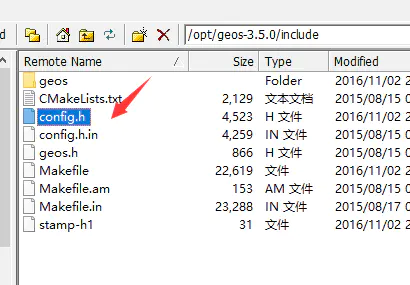 d /opt/geos-3.5.0/include
Remote Name / Size Type Modified
geos Folder 2016/11/02 2
CMakeLists.txt 2,129 文本文档 2015/08/15 0
config.h 4,523 H 文件 2016/11/02 2
config.h.in 4,259 IN 文件 2015/08/15 0
geos.h 866 H 文件 2015/08/15 0
Makefile 22,619 文件 2016/11/02 2
Makefile.am 153 AM 文件 2015/08/15 0
Makefile.in 23,288 IN 文件 2015/08/17 0
stamp-h1 31 文件 2016/11/02 2